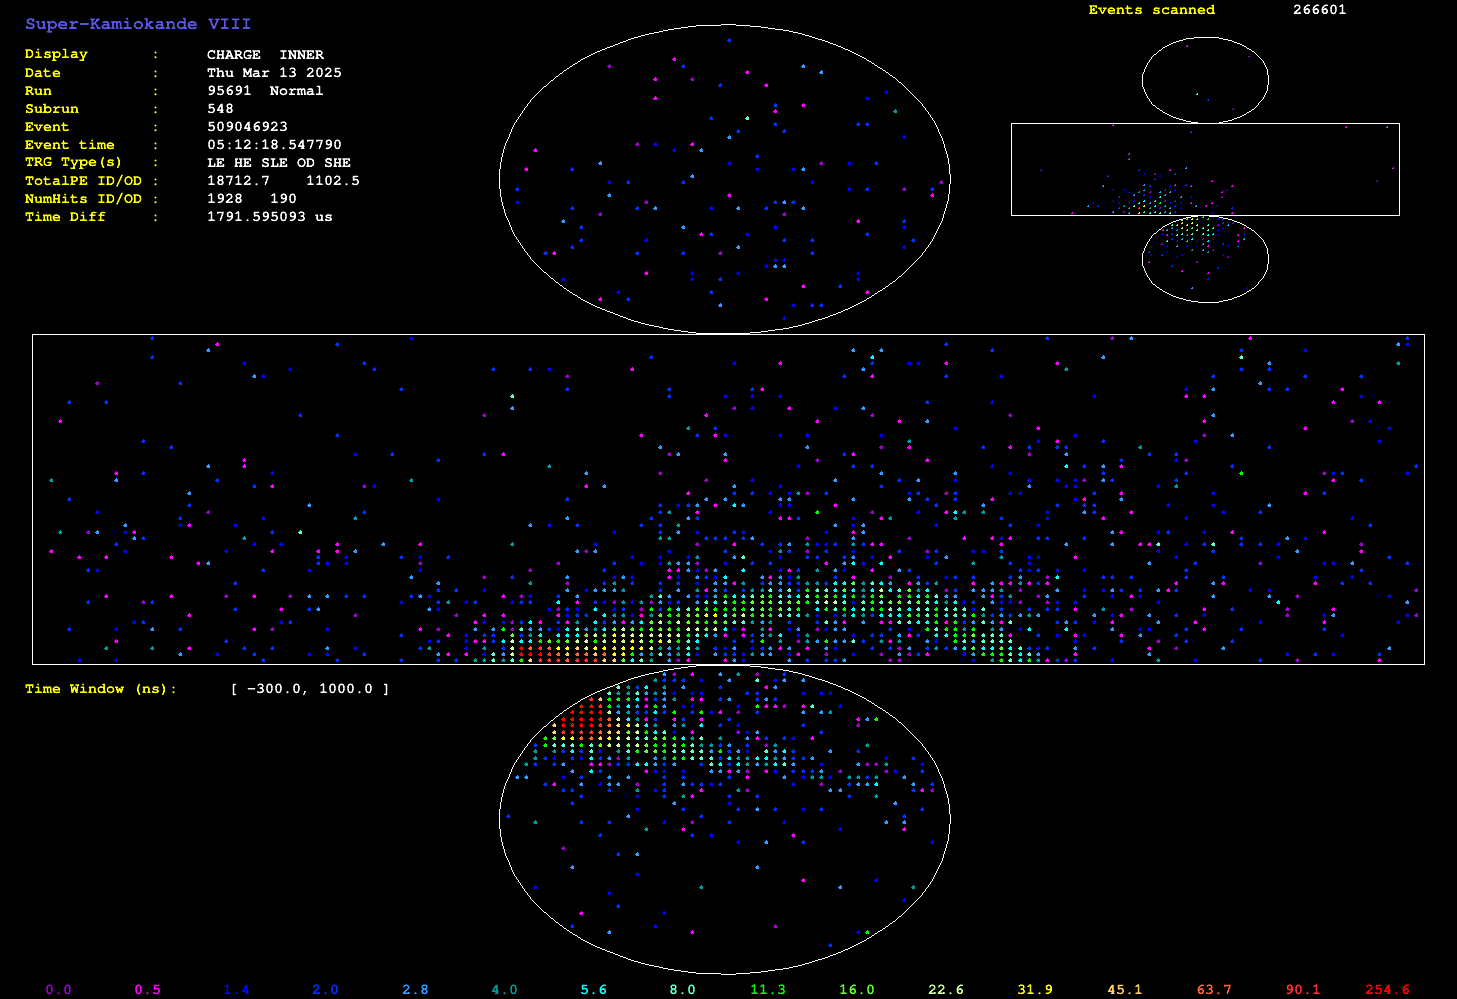 Super-Kamiokande VIII
Display : CHARGE INNER
Date : Thu Mar 13 2025
Run : 95691 Normal
Subrun : 548
Event : 509046923
Event time : 05:12:18.547790
TRG Type(s) : LE HE SLE OD SHE
TotalPE ID/OD : 18712.7 1102.5
NumHits ID/OD : 1928 190
Time Diff : 1791.595093 us
Events scanned 266601
Time Window (ns): [ -300.0, 1000.0 ]
0.0 0.5 1.4 2.0 2.8 4.0 5.6 8.0 11.3 16.0 22.6 31.9 45.1 63.7 90.1 254.6